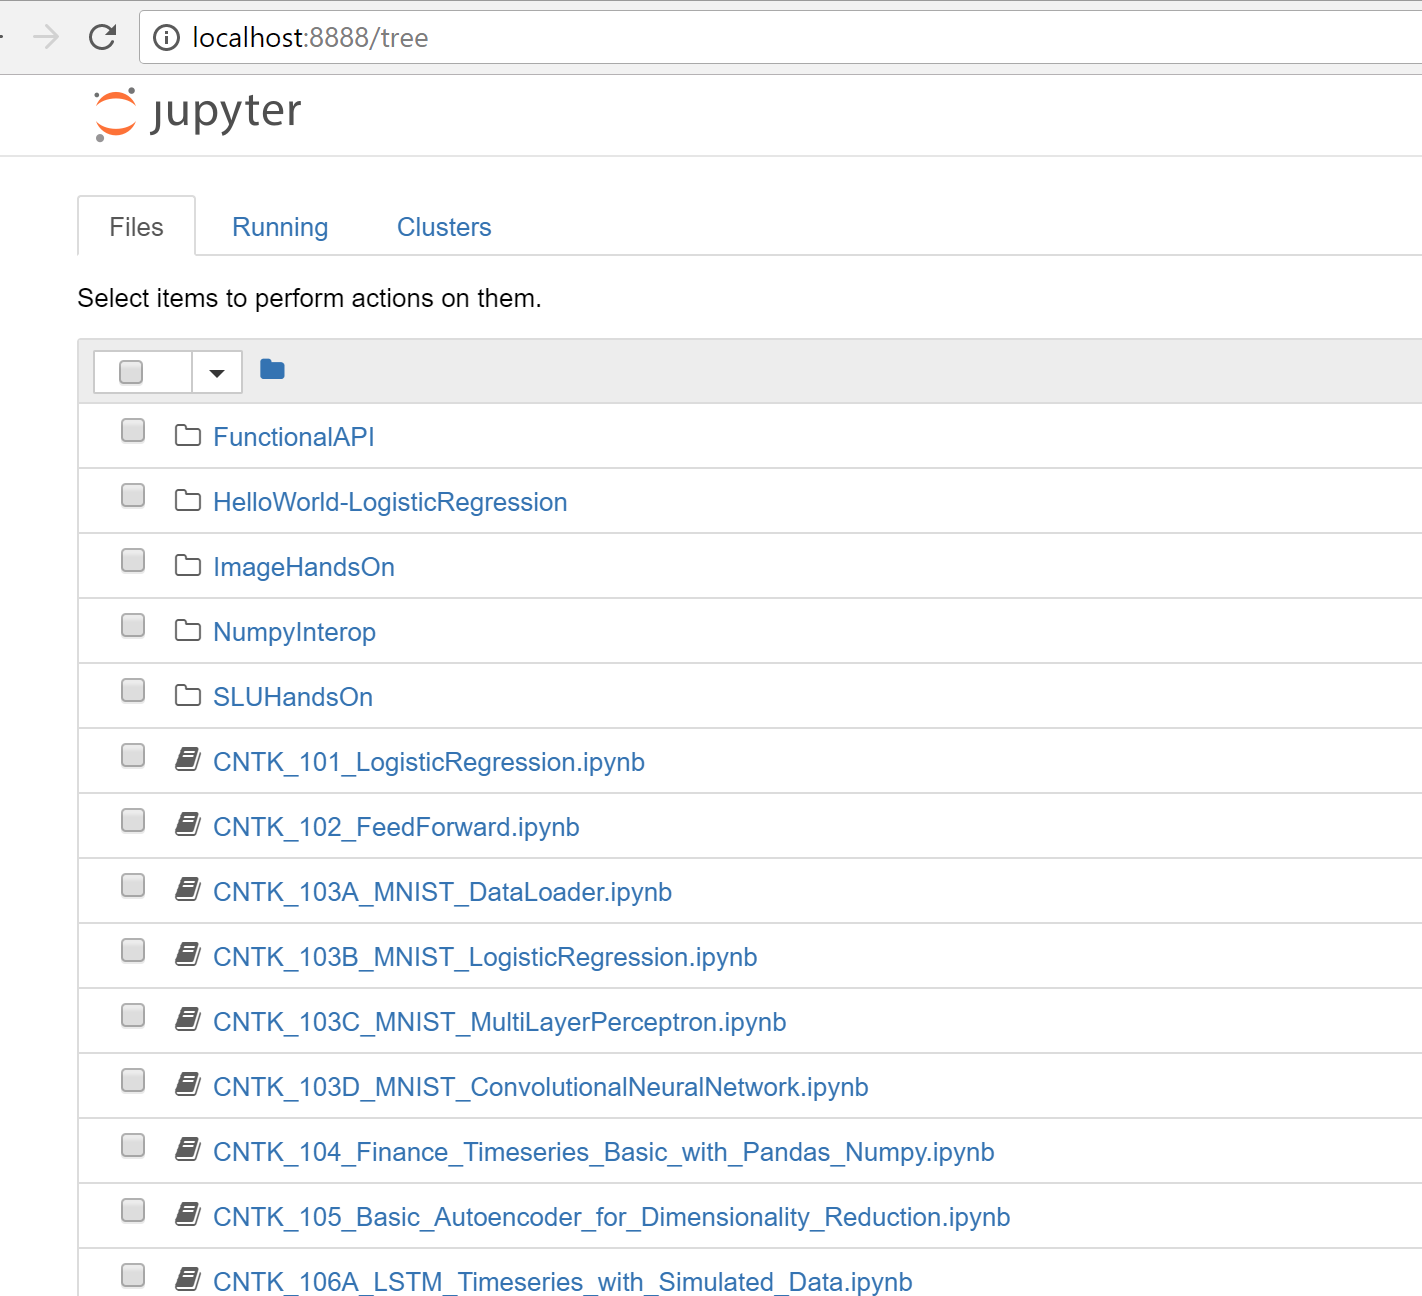 localhost:8888/tree
jupyter
Files Running Clusters
Select items to perform actions on them.
FunctionalAPI
HelloWorld-LogisticRegression
ImageHandsOn
NumpyInterop
SLUHandsOn
CNTK_101_LogisticRegression.ipynb
CNTK_102_FeedForward.ipynb
CNTK_103A_MNIST_DataLoader.ipynb
CNTK_103B_MNIST_LogisticRegression.ipynb
CNTK_103C_MNIST_MultiLayerPerceptron.ipynb
CNTK_103D_MNIST_ConvolutionalNeuralNetwork.ipynb
CNTK_104_Finance_Timeseries_Basic_with_Pandas_Numpy.ipynb
CNTK_105_Basic_Autoencoder_for_Dimensionality_Reduction.ipynb
CNTK_106A_LSTM_Timeseries_with_Simulated_Data.ipynb